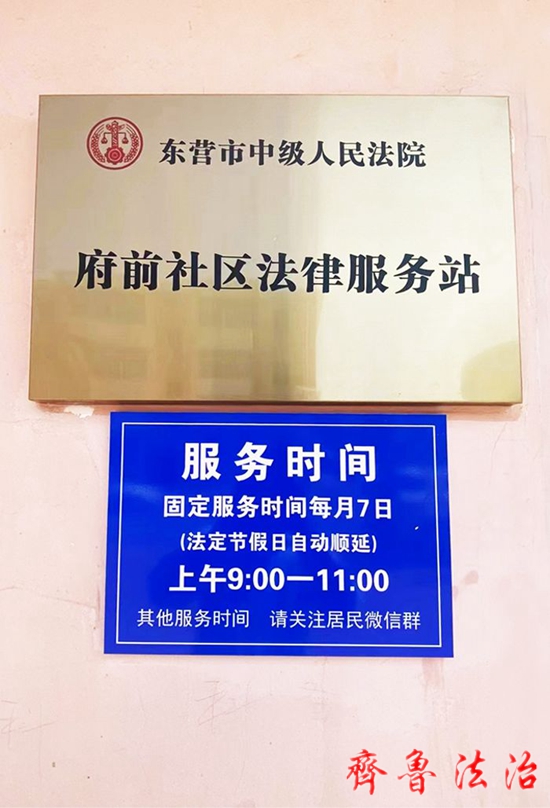 东营市中级人民法院
府前社区法律服务站
服务时间
固定服务时间每月7日
(法定节假日自动顺延)
上午9:00—11:00
其他服务时间 请关注居民微信群
齊鲁法治